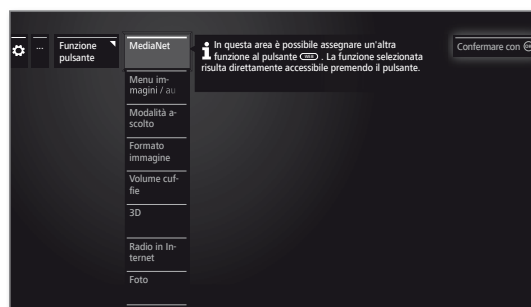 ...
Funzione
pulsante
MediaNet
In questa area è possibile assegnare un'altra
funzione al pulsante . La funzione selezionata
risulta direttamente accessibile premendo il pulsante.
Confermare con
Menu im-
magini / au
Modalità a-
scolto
Formato
immagine
Volume cuf-
fie
3D
Radio in In-
ternet
Foto